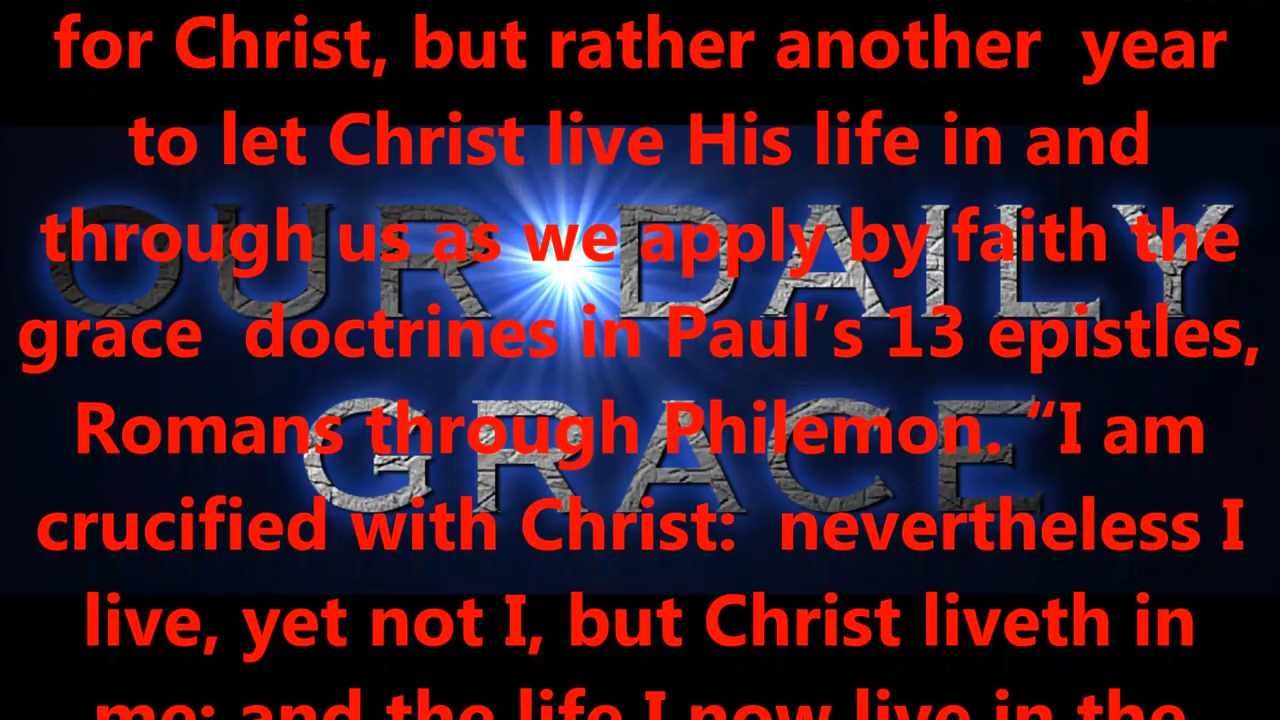 for Christ, but rather another  year
to let Christ live His life in and
through us as we apply by faith the
grace  doctrines in Paul’s 13 epistles,
Romans through Philemon. “I am
crucified with Christ:  nevertheless I
live, yet not I, but Christ liveth in
me: and the life I now live in the
OUR DAILY
GRACE